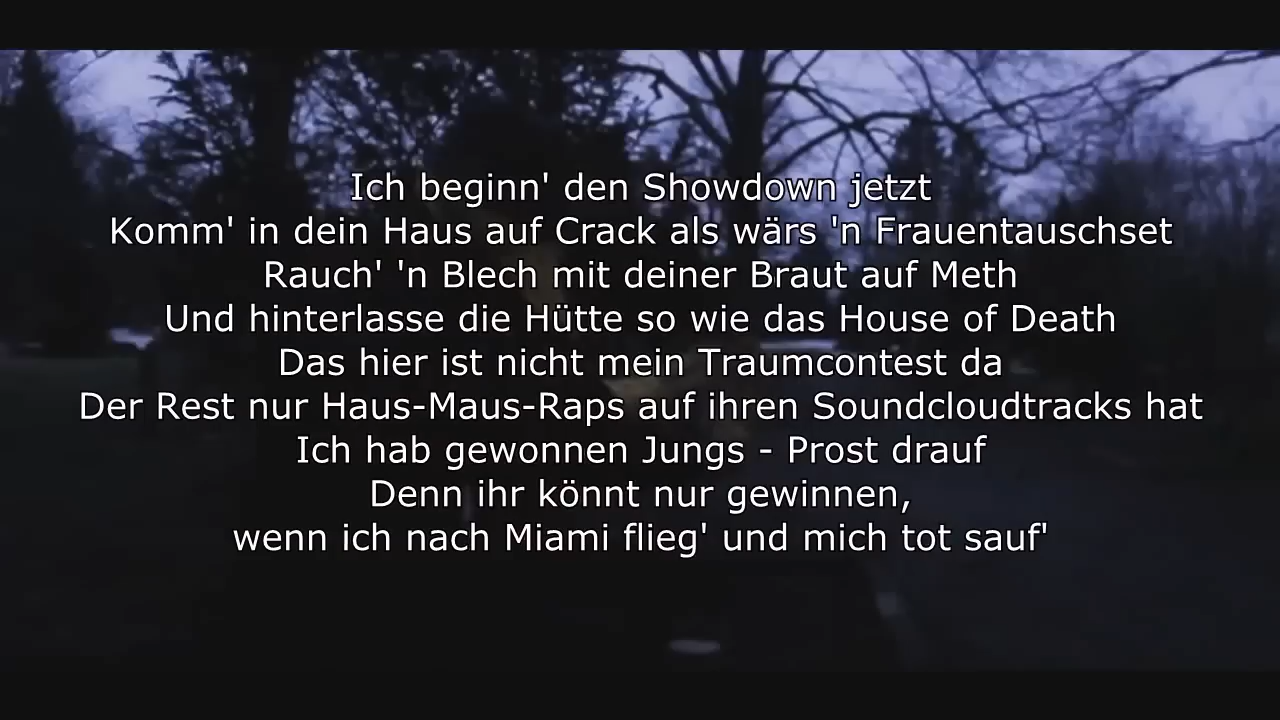 Ich beginn' den Showdown jetzt
Komm' in dein Haus auf Crack als wärs 'n Frauentauschset
Rauch' 'n Blech mit deiner Braut auf Meth
Und hinterlasse die Hütte so wie das House of Death
Das hier ist nicht mein Traumcontest da
Der Rest nur Haus-Maus-Raps auf ihren Soundcloudtracks hat
Ich hab gewonnen Jungs - Prost drauf
Denn ihr könnt nur gewinnen,
wenn ich nach Miami flieg' und mich tot sauf'